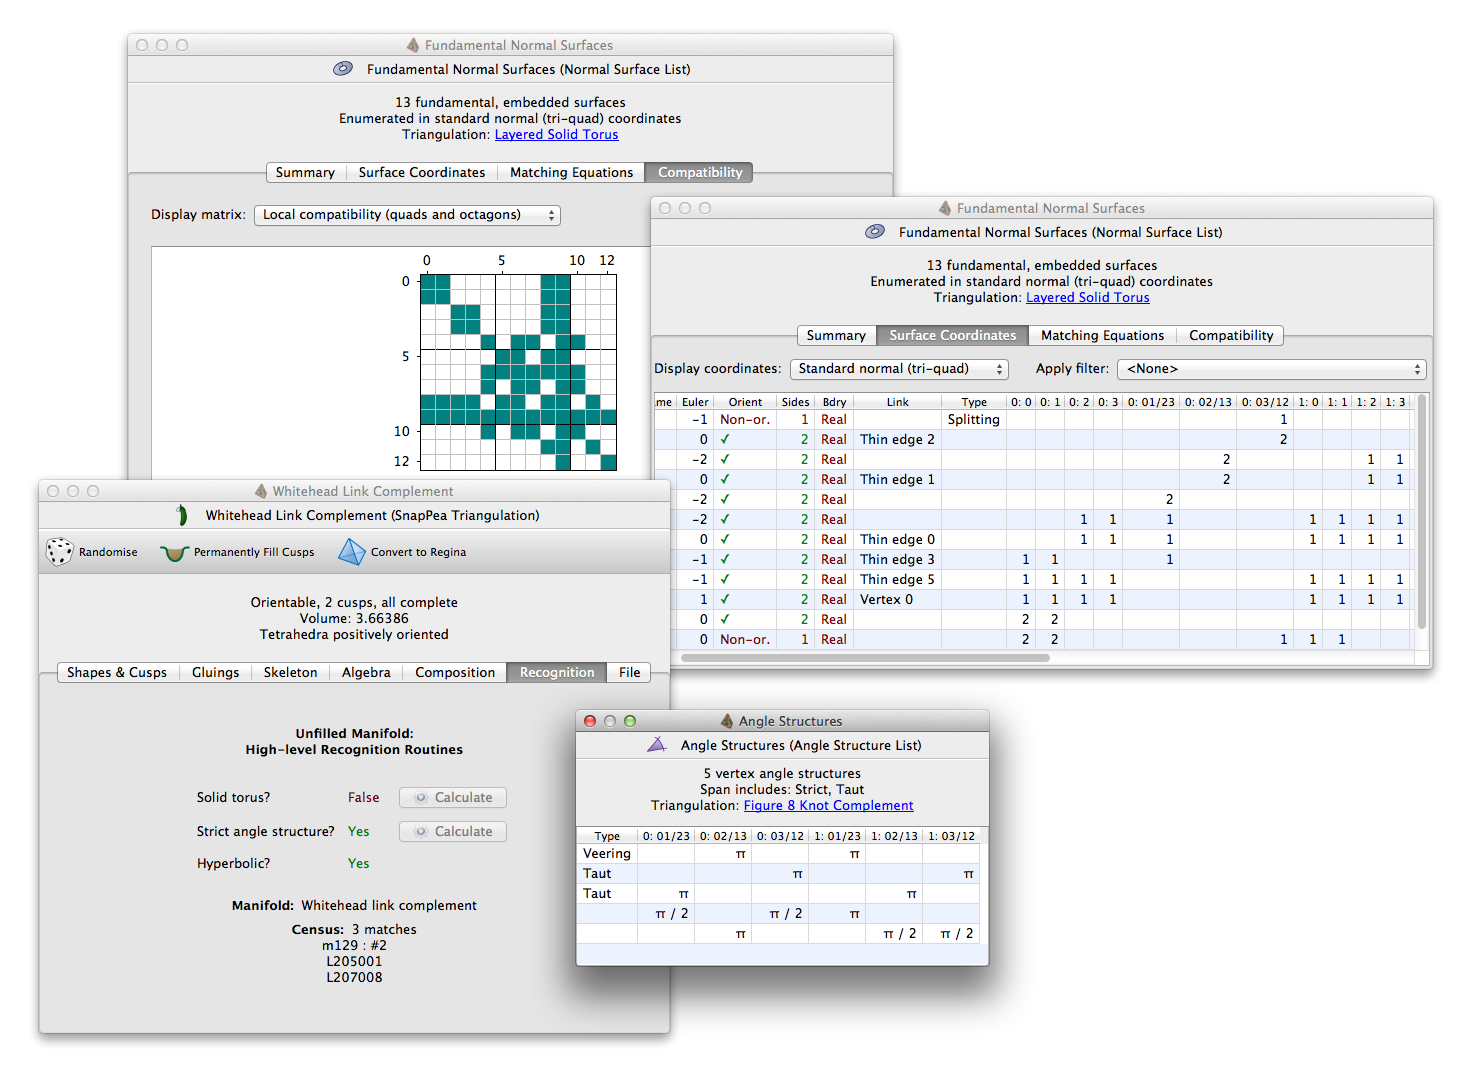 Fundamental Normal Surfaces
Fundamental Normal Surfaces (Normal Surface List)
13 fundamental, embedded surfaces
Enumerated in standard normal (tri-quad) coordinates
Triangulation: Layered Solid Torus
Summary Surface Coordinates Matching Equations Compatibility
Display matrix: Local compatibility (quads and octagons)
0 5 10 12
0
5
10
12
Fundamental Normal Surfaces
Fundamental Normal Surfaces (Normal Surface List)
13 fundamental, embedded surfaces
Enumerated in standard normal (tri-quad) coordinates
Triangulation: Layered Solid Torus
Summary Surface Coordinates Matching Equations Compatibility
Display coordinates: Standard normal (tri-quad) Apply filter: <None>
me Euler Orient Sides Bdry Link Type 0: 0 0: 1 0: 2 0: 3 0: 01/23 0: 02/13 0: 03/12 1: 0 1: 1 1: 2 1: 3
-1 Non-or. 1 Real Splitting 1
0 ✓ 2 Real Thin edge 2 2
-2 ✓ 2 Real 2 1 1
0 ✓ 2 Real Thin edge 1 2 1 1
-2 ✓ 2 Real 2
-2 ✓ 2 Real 1 1 1 1 1 1 1
0 ✓ 2 Real Thin edge 0 1 1 1 1 1 1 1
-1 ✓ 2 Real Thin edge 3 1 1 1
-1 ✓ 2 Real Thin edge 5 1 1 1 1 1 1 1 1
1 ✓ 2 Real Vertex 0 1 1 1 1 1 1 1 1
0 ✓ 2 Real 2 2
0 Non-or. 1 Real 2 2 1 1 1
Whitehead Link Complement
Whitehead Link Complement (SnapPea Triangulation)
Randomise Permanently Fill Cusps Convert to Regina
Orientable, 2 cusps, all complete
Volume: 3.66386
Tetrahedra positively oriented
Shapes & Cusps Gluings Skeleton Algebra Composition Recognition File
Unfilled Manifold:
High-level Recognition Routines
Solid torus? False Calculate
Strict angle structure? Yes Calculate
Hyperbolic? Yes
Manifold: Whitehead link complement
Census: 3 matches
m129 : #2
L205001
L207008
Angle Structures
Angle Structures (Angle Structure List)
5 vertex angle structures
Span includes: Strict, Taut
Triangulation: Figure 8 Knot Complement
Type 0: 01/23 0: 02/13 0: 03/12 1: 01/23 1: 02/13 1: 03/12
Veering π π
Taut π π
Taut π π
π / 2 π / 2 π
π π / 2 π / 2